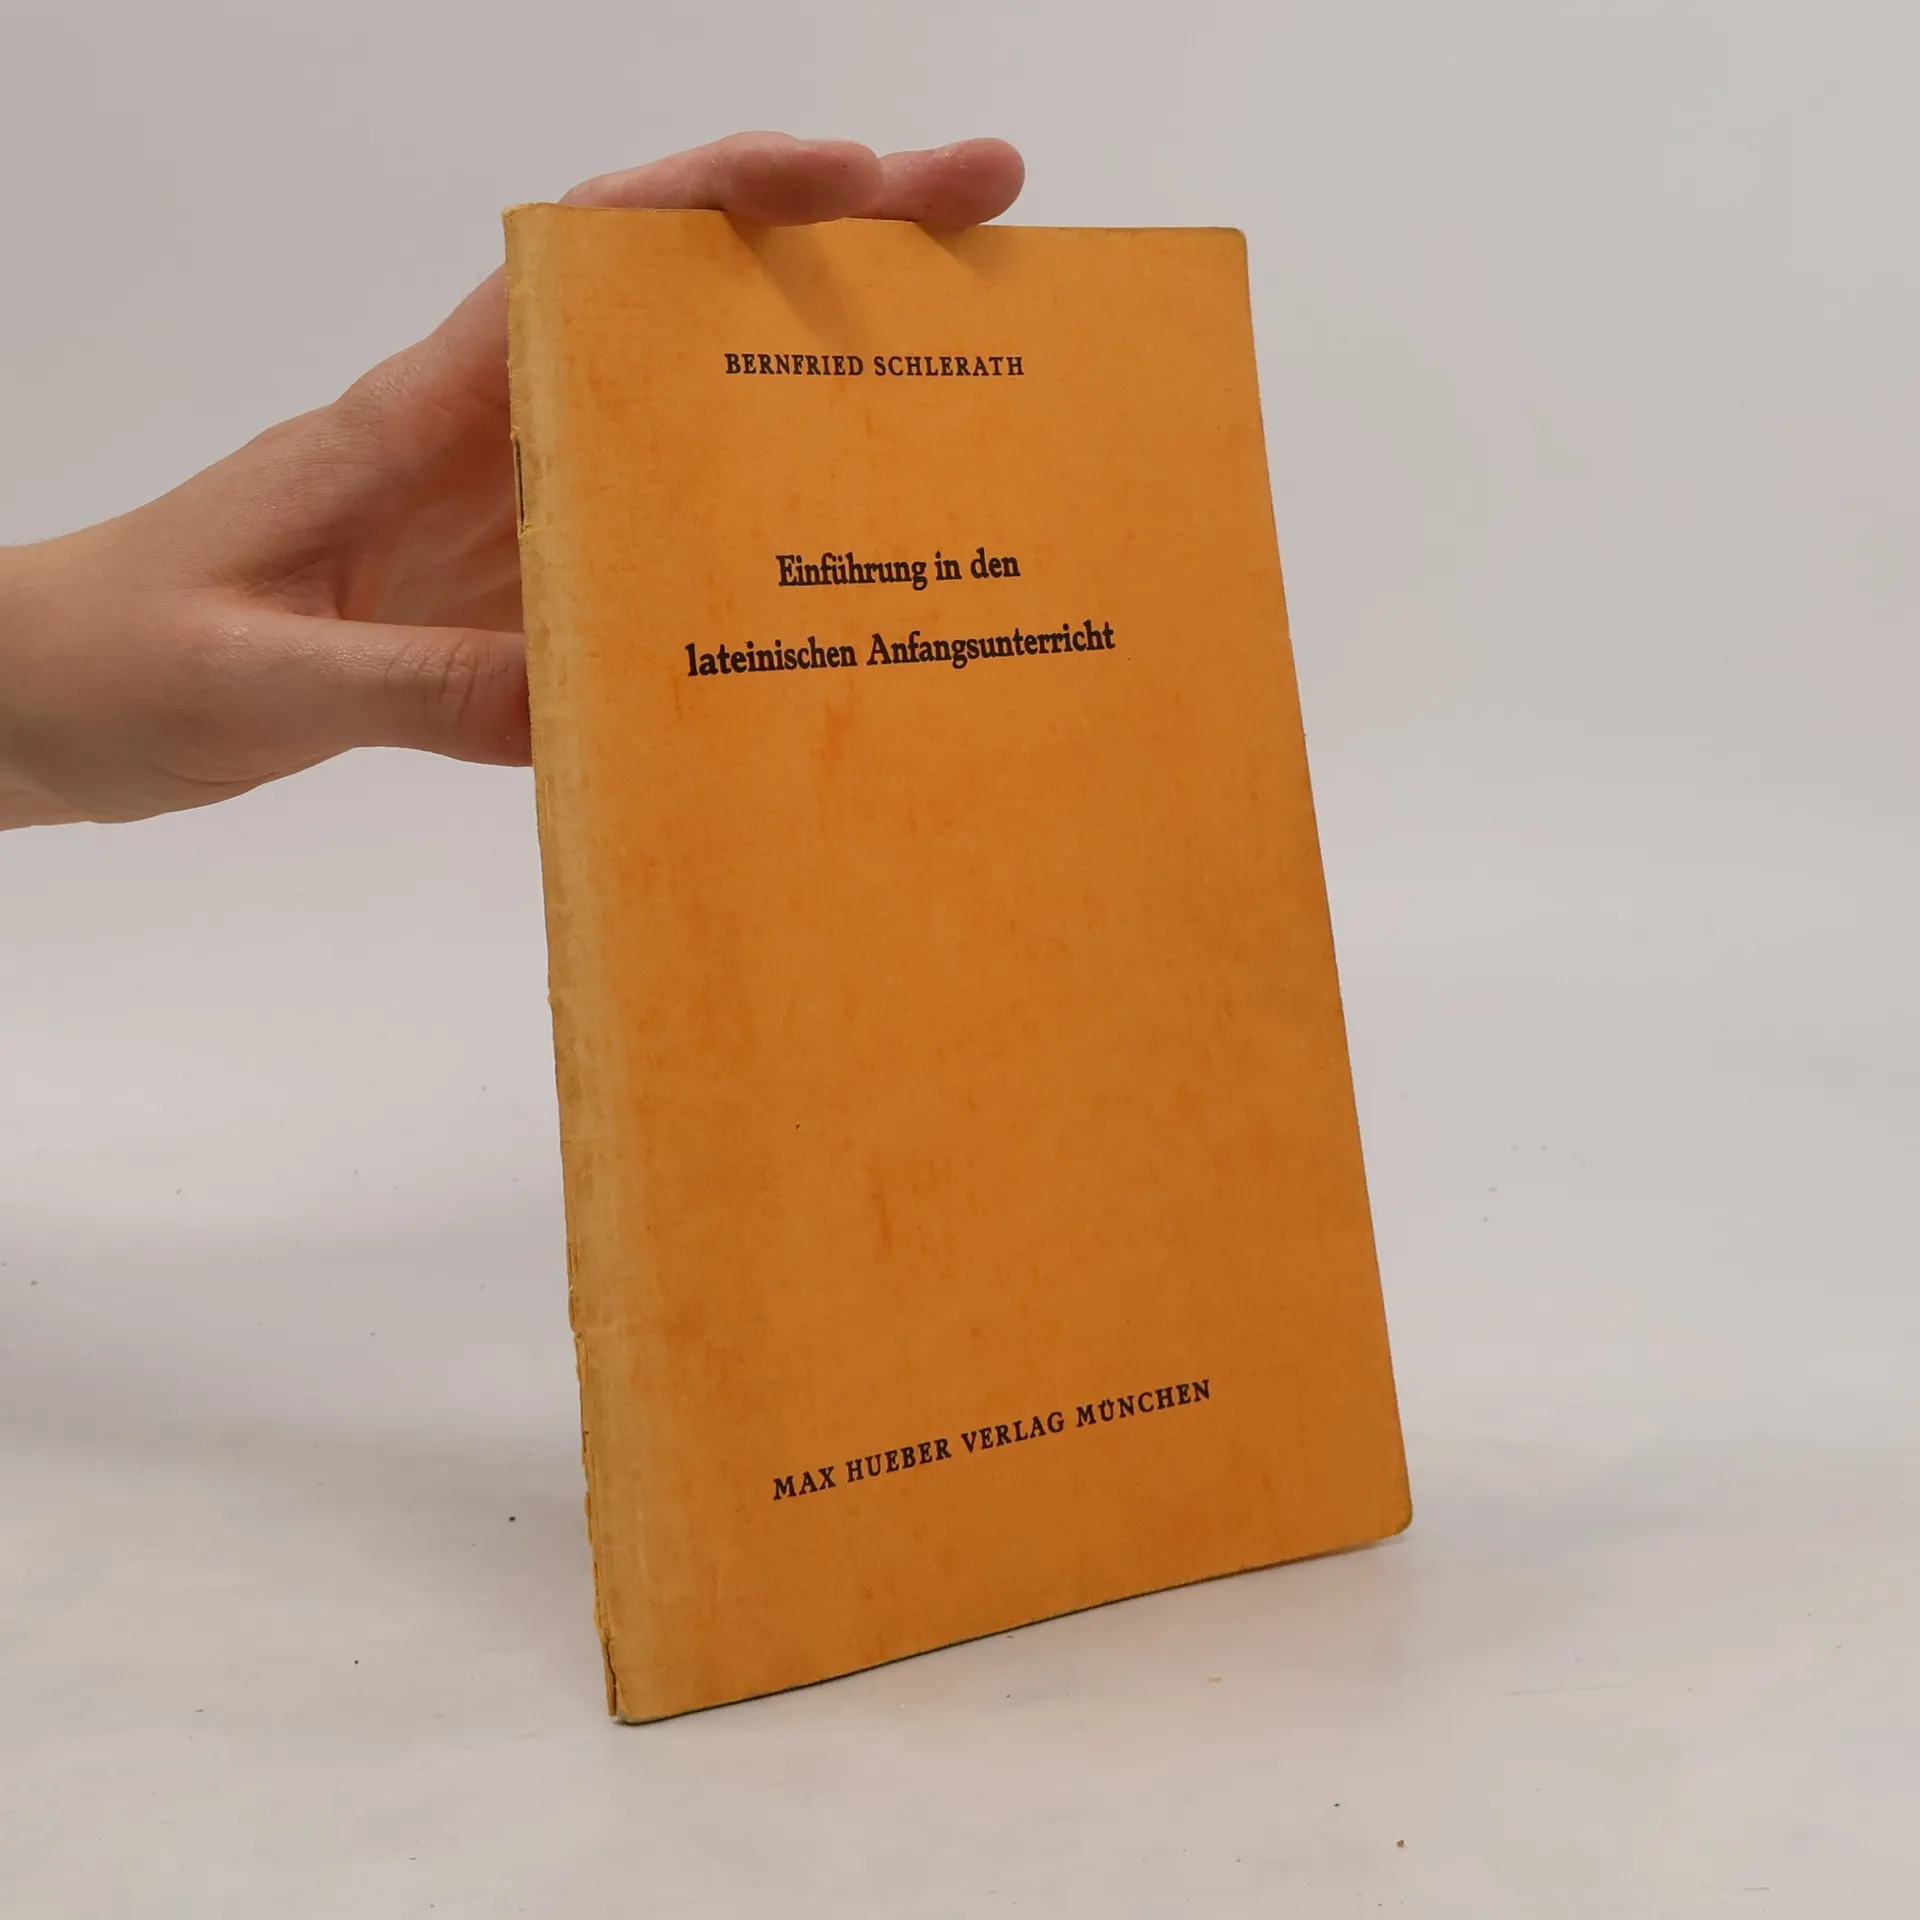 BERNFRIED SCHLERATH
Einführung in den
lateinischen Anfangsunterricht
MAX HUEBER VERLAG MÜNCHEN